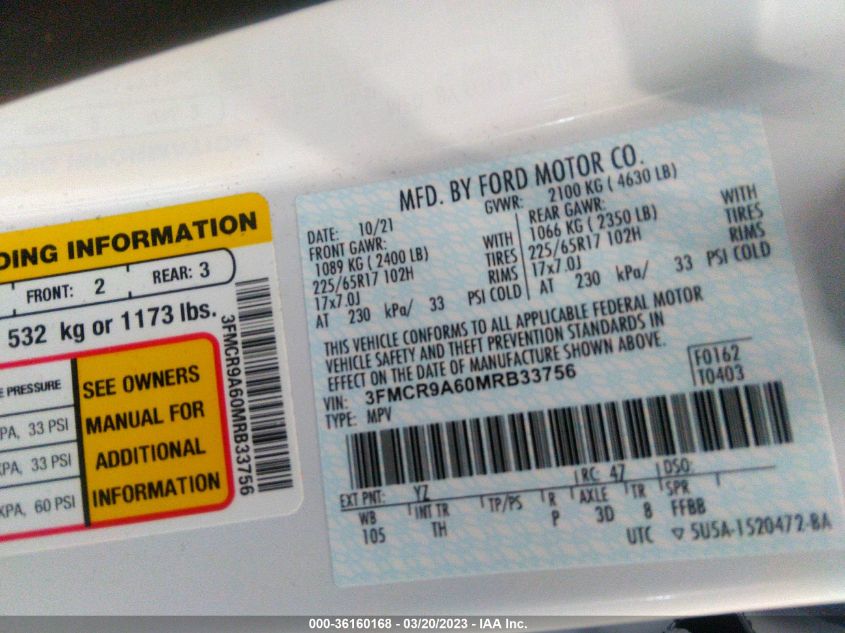 DING INFORMATION
FRONT: 2 REAR: 3
532 kg or 1173 lbs.
E PRESSURE
PA, 33 PSI
KPA, 33 PSI
KPA, 60 PSI
SEE OWNERS
MANUAL FOR
ADDITIONAL
INFORMATION
3FMCR9A60MRB33756
MFD. BY FORD MOTOR CO.
DATE: 10/21 GVWR: 2100 KG ( 4630 LB)
FRONT GAWR: REAR GAWR:
1089 KG ( 2400 LB) WITH 1066 KG ( 2350 LB) WITH
225/65R17 102H TIRES 225/65R17 102H TIRES
17x7.0J RIMS 17x7.0J RIMS
AT 230 kPa/ 33 PSI COLD AT 230 kPa/ 33 PSI COLD
THIS VEHICLE CONFORMS TO ALL APPLICABLE FEDERAL MOTOR
VEHICLE SAFETY AND THEFT PREVENTION STANDARDS IN
EFFECT ON THE DATE OF MANUFACTURE SHOWN ABOVE.
VIN: 3FMCR9A60MRB33756 F0162
TYPE: MPV T0403
EXT PNT: YZ RC: 47 DSO:
WB INT TR TP/PS R AXLE TR SPR
105 TH P 3D 8 FFBB
UTC ▽ 5U5A-1520472-BA
000-36160168 - 03/20/2023 - IAA Inc.